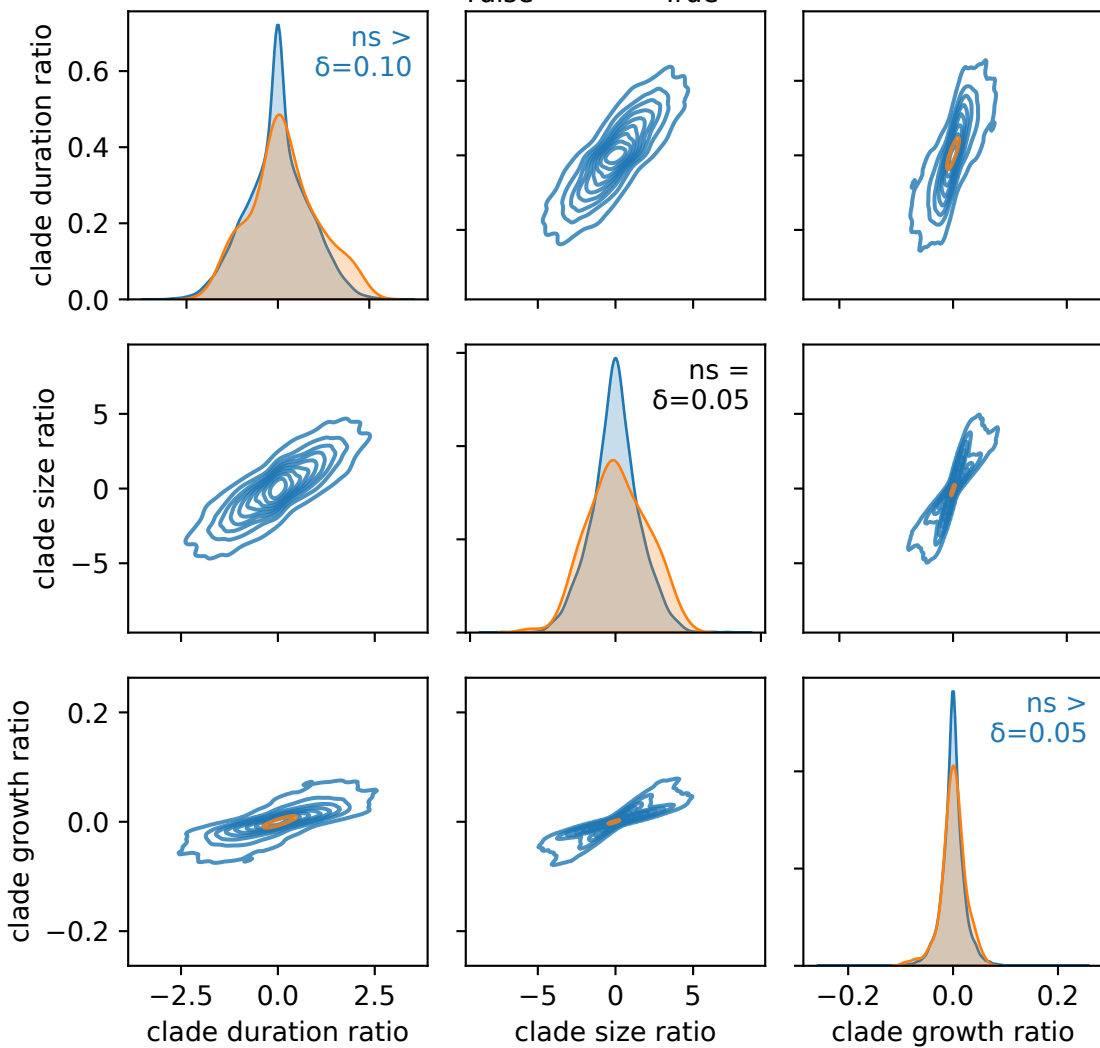 clade duration ratio
0.6
0.4
0.2
0.0
ns >
δ=0.10
clade size ratio
5
0
−5
ns =
δ=0.05
clade growth ratio
0.2
0.0
−0.2
ns >
δ=0.05
−2.5 0.0 2.5
−5 0 5
−0.2 0.0 0.2
clade duration ratio
clade size ratio
clade growth ratio